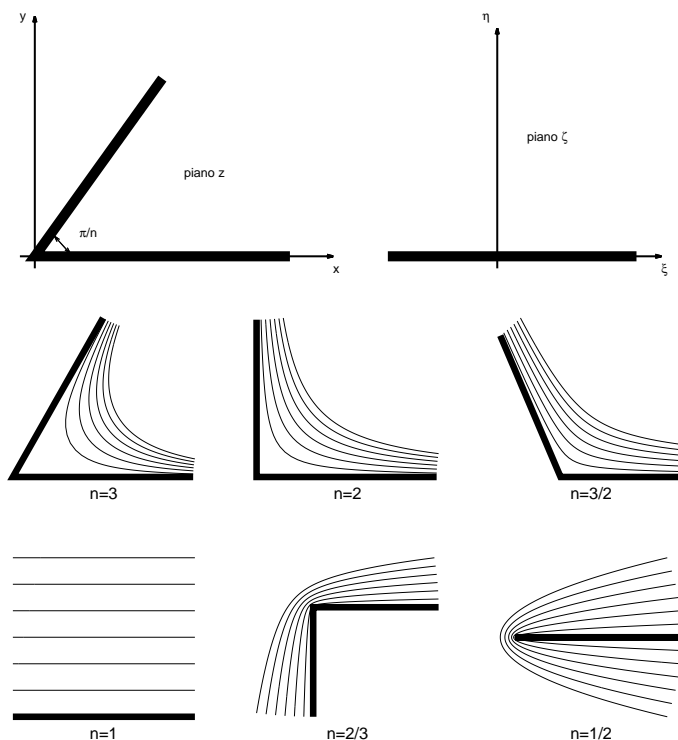 y
η
piano z
piano ζ
π/n
x
ξ
n=3
n=2
n=3/2
n=1
n=2/3
n=1/2